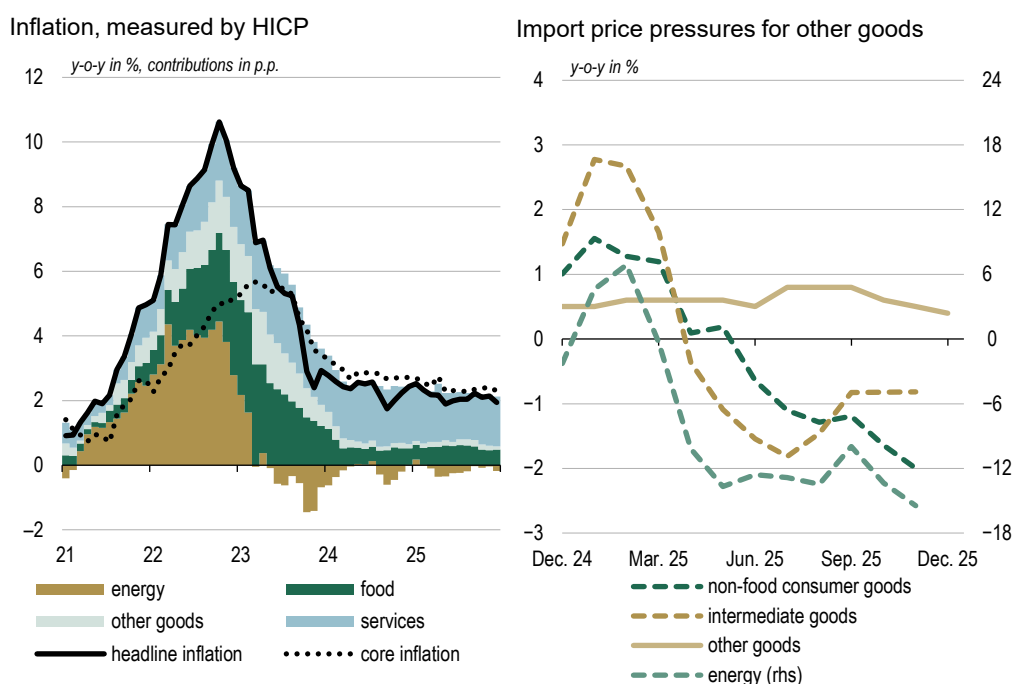 Inflation, measured by HICP
y-o-y in %, contributions in p.p.
12
10
8
6
4
2
0
–2
21 22 23 24 25
energy food
other goods services
headline inflation core inflation
Import price pressures for other goods
y-o-y in %
4 24
3 18
2 12
1 6
0 0
–1 –6
–2 –12
–3 –18
Dec. 24 Mar. 25 Jun. 25 Sep. 25 Dec. 25
non-food consumer goods
intermediate goods
other goods
energy (rhs)